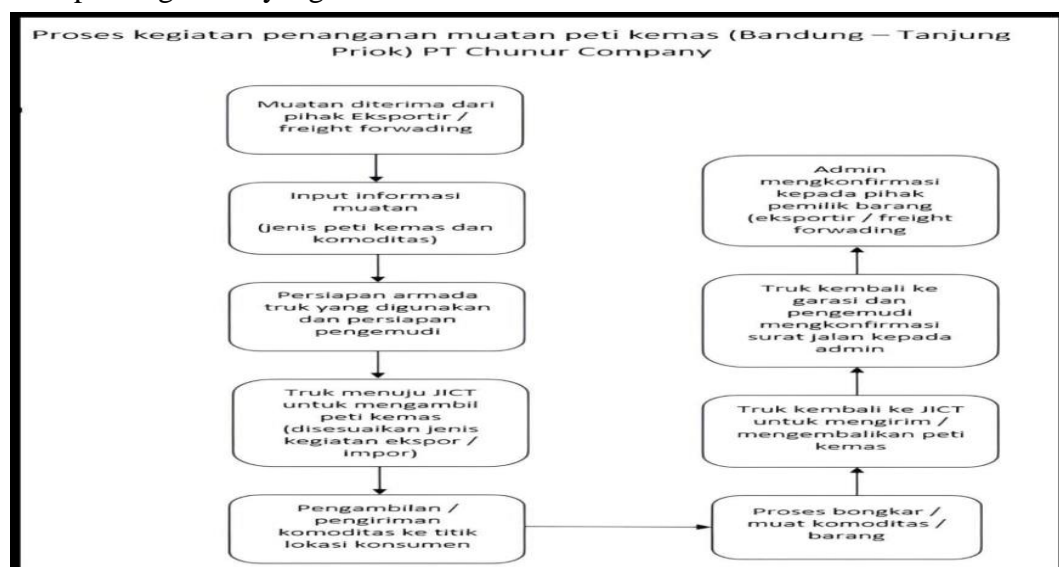 Proses kegiatan penanganan muatan peti kemas (Bandung – Tanjung
Priok) PT Chunur Company
Muatan diterima dari
pihak Eksportir /
freight forwading
Input informasi
muatan
(jenis peti kemas dan
komoditas)
Persiapan armada
truk yang digunakan
dan persiapan
pengemudi
Truk menuju JICT
untuk mengambil
peti kemas
(disesuaikan jenis
kegiatan ekspor /
impor)
Pengambilan /
pengiriman
komoditas ke titik
lokasi konsumen
Proses bongkar /
muat komoditas /
barang
Truk kembali ke JICT
untuk mengirim /
mengembalikan peti
kemas
Truk kembali ke
garasi dan
pengemudi
mengkonfirmasi
surat jalan kepada
admin
Admin
mengkonfirmasi
kepada pihak
pemilik barang
(eksportir / freight
forwading